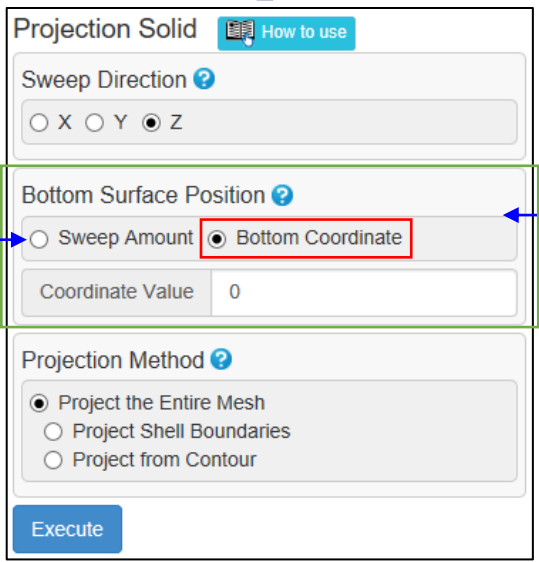 Projection Solid How to use
Sweep Direction ?
X Y Z
Bottom Surface Position ?
Sweep Amount Bottom Coordinate
Coordinate Value 0
Projection Method ?
Project the Entire Mesh
Project Shell Boundaries
Project from Contour
Execute